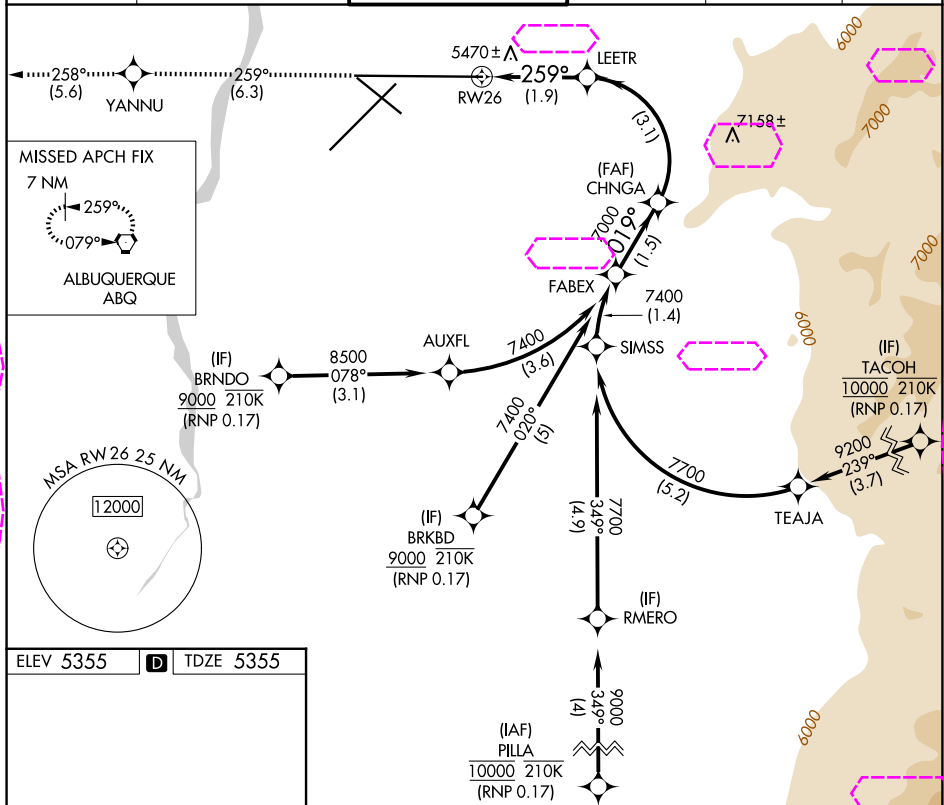 5470±
LEETR
6000
258°
(5.6)
YANNU
259°
(6.3)
RW26
259°
(1.9)
7000
7158±
(3.1)
MISSED APCH FIX
7 NM
259°
079°
ALBUQUERQUE
ABQ
(FAF)
CHNGA
7000
019°
(1.5)
FABEX
7000
7400
(1.4)
SIMSS
6000
AUXFL
7400
(3.6)
(IF)
BRNDO
9000 210K
(RNP 0.17)
8500
078°
(3.1)
(IF)
TACOH
10000 210K
(RNP 0.17)
7400
020°
(5)
9200
239°
(3.7)
7700
(5.2)
TEAJA
MSA RW26 25 NM
12000
(IF)
BRKBD
9000 210K
(RNP 0.17)
7700
349°
(4.9)
(IF)
RMERO
ELEV 5355
D
TDZE 5355
9000
349°
(4)
6000
(IAF)
PILLA
10000 210K
(RNP 0.17)